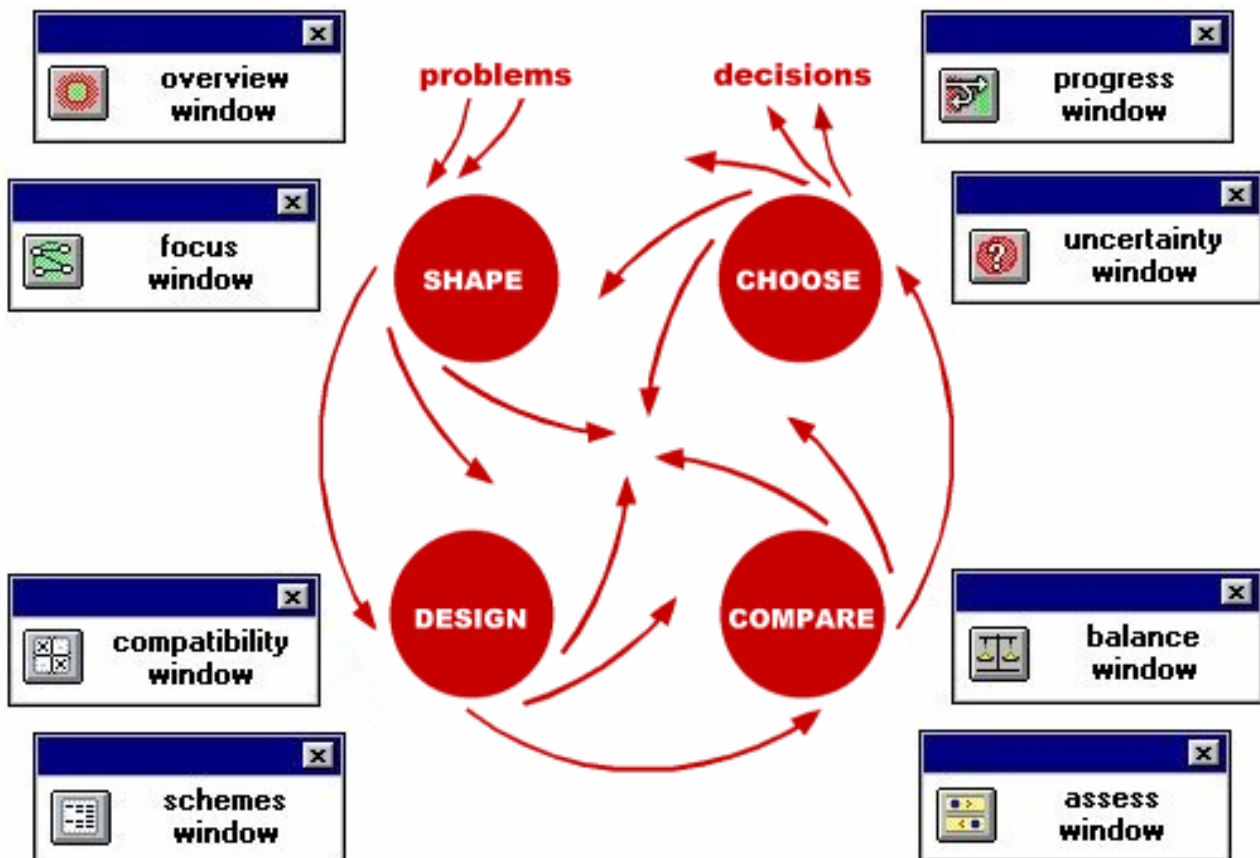 overview
window
problems
decisions
progress
window
focus
window
SHAPE
CHOOSE
uncertainty
window
compatibility
window
DESIGN
COMPARE
balance
window
schemes
window
assess
window